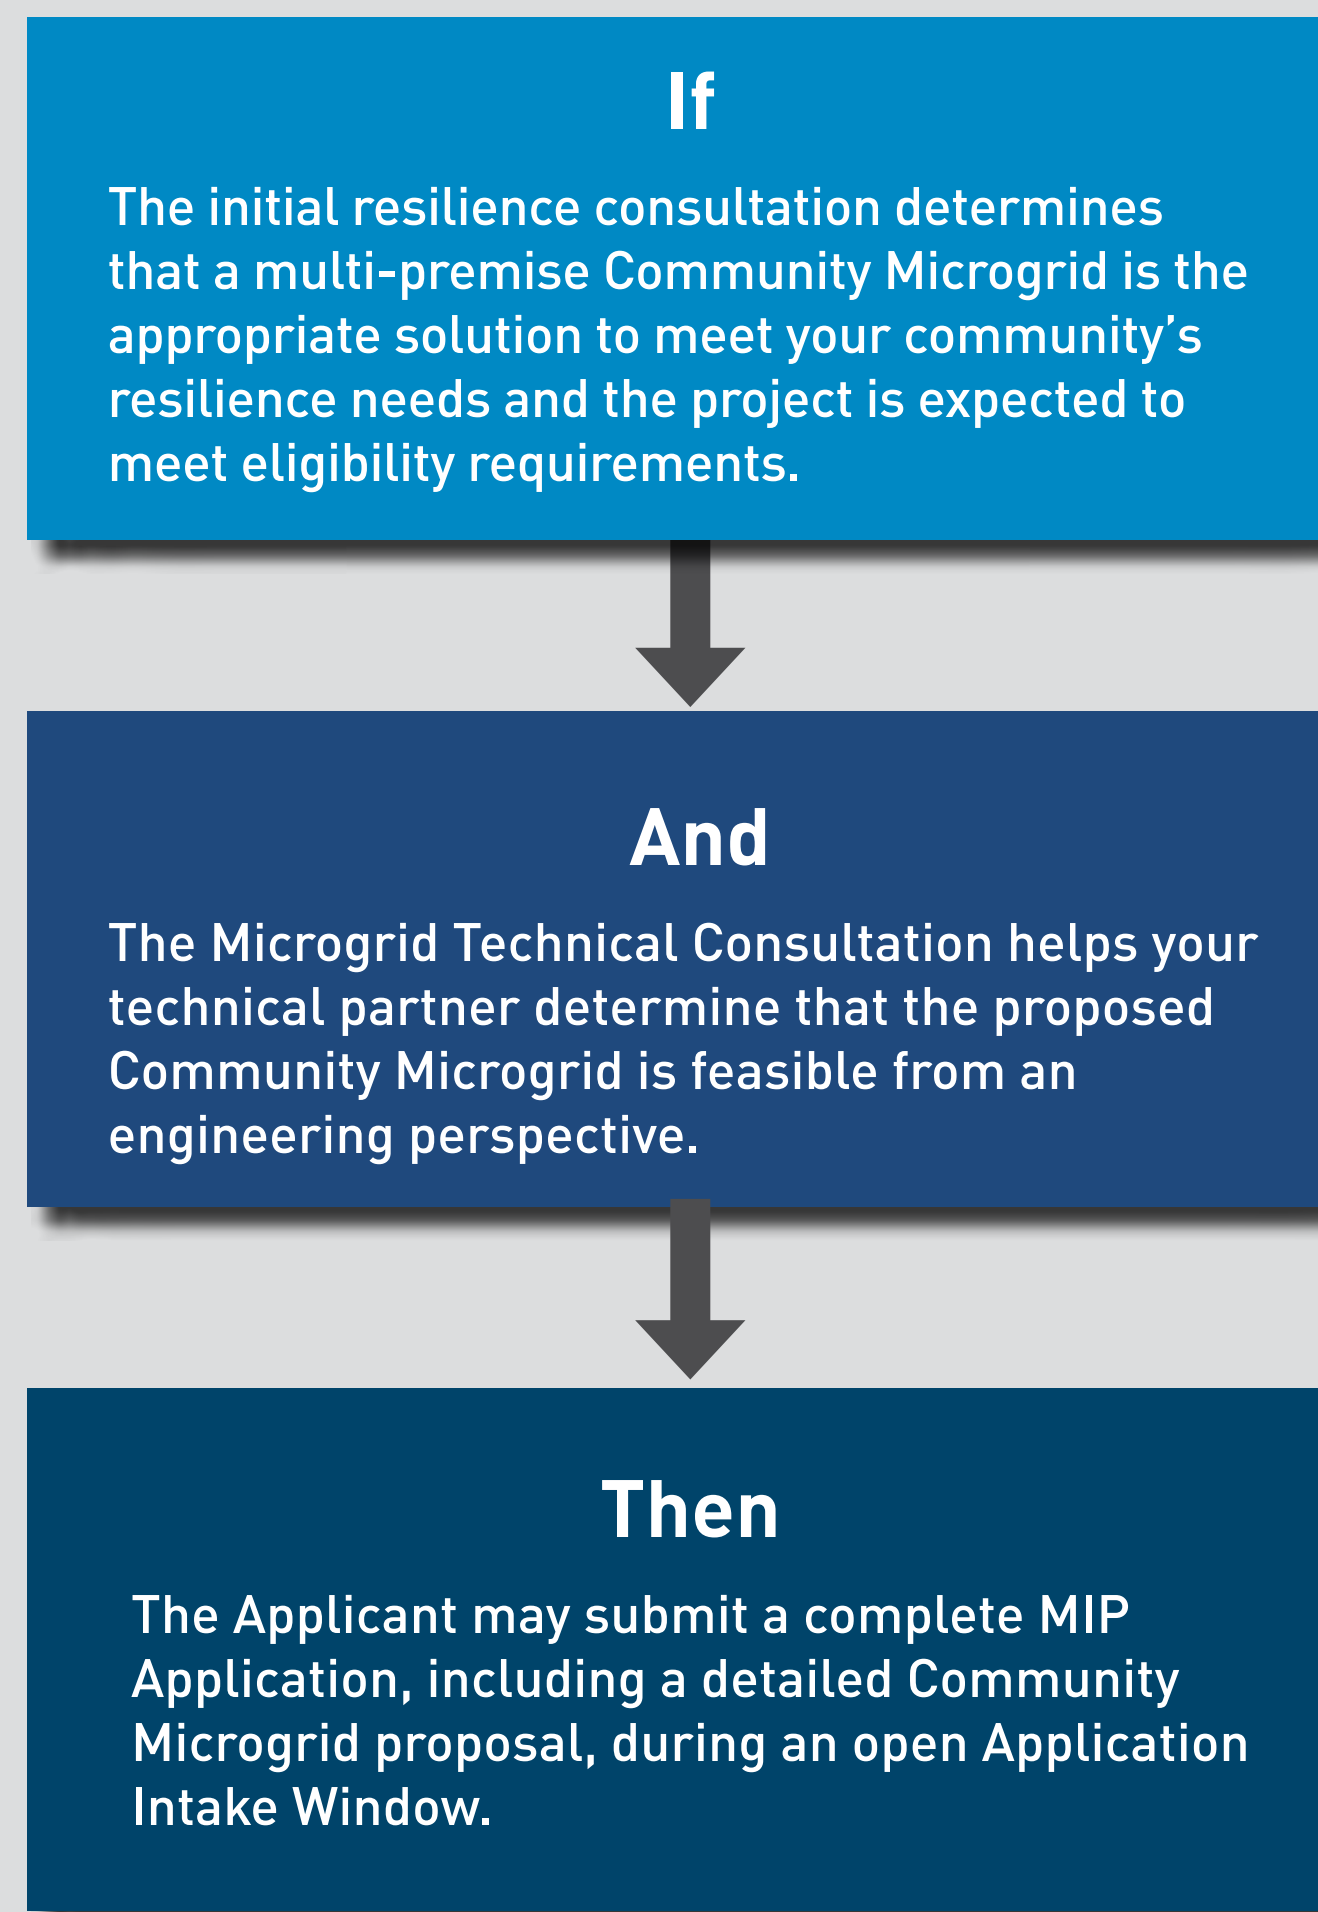 If
The initial resilience consultation determines
that a multi-premise Community Microgrid is the
appropriate solution to meet your community’s
resilience needs and the project is expected to
meet eligibility requirements.
And
The Microgrid Technical Consultation helps your
technical partner determine that the proposed
Community Microgrid is feasible from an
engineering perspective.
Then
The Applicant may submit a complete MIP
Application, including a detailed Community
Microgrid proposal, during an open Application
Intake Window.